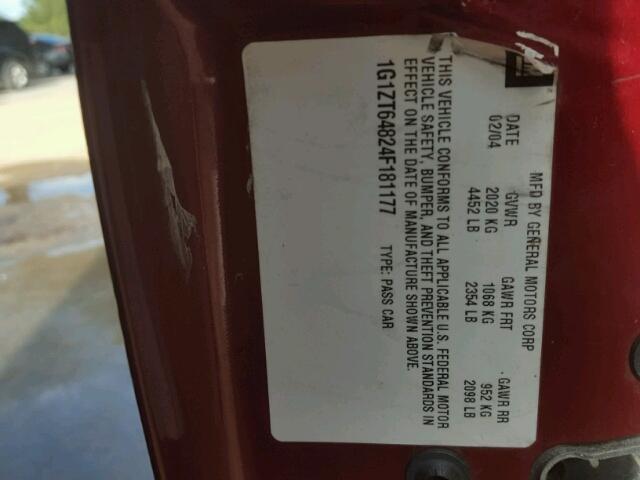 MFD BY GENERAL MOTORS CORP
DATE GVWR GAWR FRT GAWR RR
02/04 2020 KG 1068 KG 952 KG
4452 LB 2354 LB 2098 LB
THIS VEHICLE CONFORMS TO ALL APPLICABLE U.S. FEDERAL MOTOR
VEHICLE SAFETY, BUMPER, AND THEFT PREVENTION STANDARDS IN
EFFECT ON THE DATE OF MANUFACTURE SHOWN ABOVE.
1G1ZT64824F181177 TYPE: PASS CAR